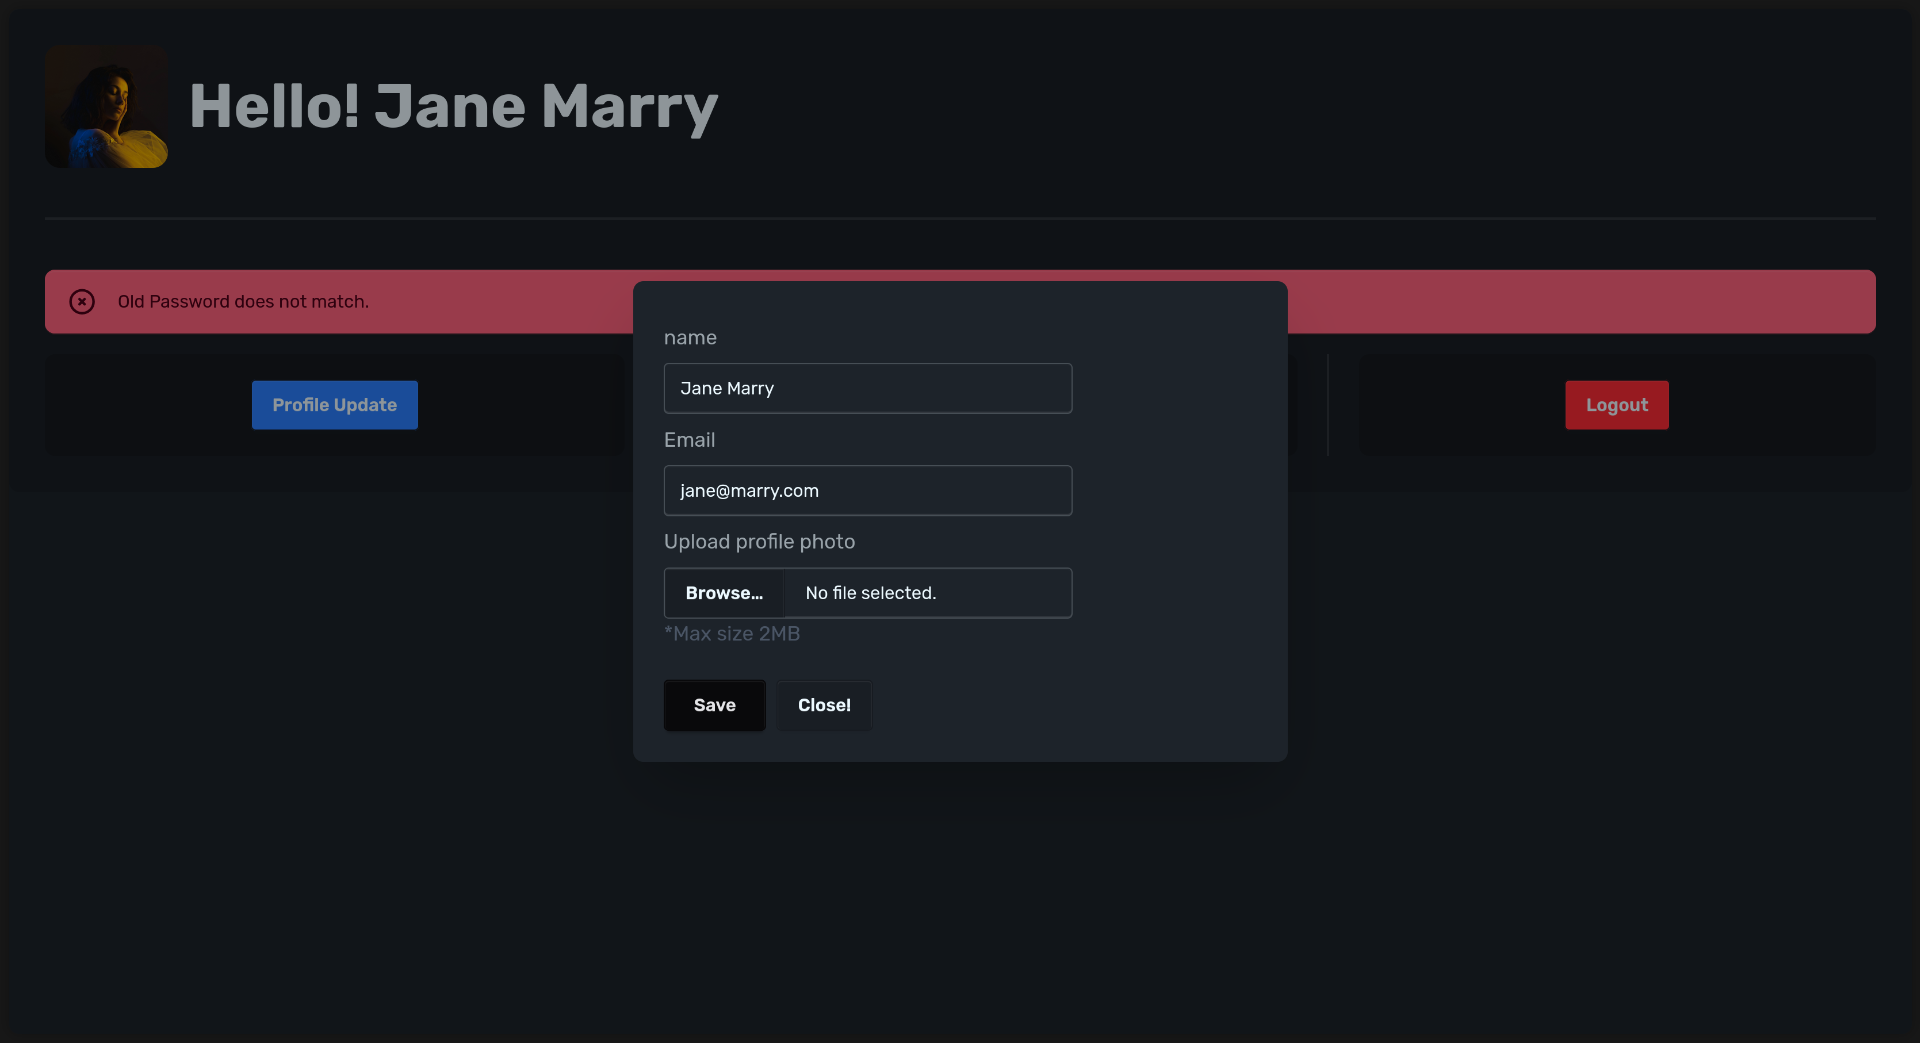 Hello! Jane Marry
Old Password does not match.
Profile Update
Logout
name
Jane Marry
Email
jane@marry.com
Upload profile photo
Browse... No file selected.
*Max size 2MB
Save Close!